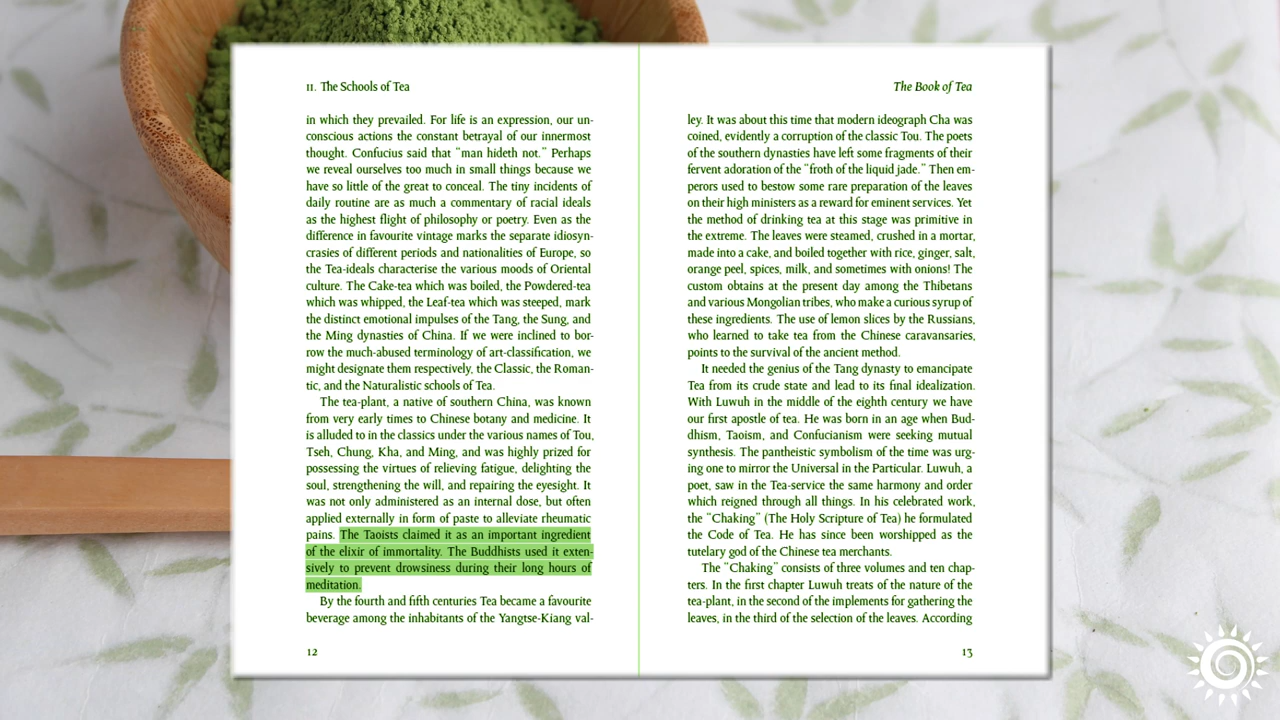 II. The Schools of Tea
in which they prevailed. For life is an expression, our un-
conscious actions the constant betrayal of our innermost
thought. Confucius said that "man hideth not." Perhaps
we reveal ourselves too much in small things because we
have so little of the great to conceal. The tiny incidents of
daily routine are as much a commentary of racial ideals
as the highest flight of philosophy or poetry. Even as the
difference in favourite vintage marks the separate idiosyn-
crasies of different periods and nationalities of Europe, so
the Tea-ideals characterise the various moods of Oriental
culture. The Cake-tea which was boiled, the Powdered-tea
which was whipped, the Leaf-tea which was steeped, mark
the distinct emotional impulses of the Tang, the Sung, and
the Ming dynasties of China. If we were inclined to bor-
row the much-abused terminology of art-classification, we
might designate them respectively, the Classic, the Roman-
tic, and the Naturalistic schools of Tea.
The tea-plant, a native of southern China, was known
from very early times to Chinese botany and medicine. It
is alluded to in the classics under the various names of Tou,
Tseh, Chung, Kha, and Ming, and was highly prized for
possessing the virtues of relieving fatigue, delighting the
soul, strengthening the will, and repairing the eyesight. It
was not only administered as an internal dose, but often
applied externally in form of paste to alleviate rheumatic
pains. The Taoists claimed it as an important ingredient
of the elixir of immortality. The Buddhists used it exten-
sively to prevent drowsiness during their long hours of
meditation.
By the fourth and fifth centuries Tea became a favourite
beverage among the inhabitants of the Yangtse-Kiang val-
12
The Book of Tea
ley. It was about this time that modern ideograph Cha was
coined, evidently a corruption of the classic Tou. The poets
of the southern dynasties have left some fragments of their
fervent adoration of the "froth of the liquid jade." Then em-
perors used to bestow some rare preparation of the leaves
on their high ministers as a reward for eminent services. Yet
the method of drinking tea at this stage was primitive in
the extreme. The leaves were steamed, crushed in a mortar,
made into a cake, and boiled together with rice, ginger, salt,
orange peel, spices, milk, and sometimes with onions! The
custom obtains at the present day among the Thibetans
and various Mongolian tribes, who make a curious syrup of
these ingredients. The use of lemon slices by the Russians,
who learned to take tea from the Chinese caravansaries,
points to the survival of the ancient method.
It needed the genius of the Tang dynasty to emancipate
Tea from its crude state and lead to its final idealization.
With Luwuh in the middle of the eighth century we have
our first apostle of tea. He was born in an age when Bud-
dhism, Taoism, and Confucianism were seeking mutual
synthesis. The pantheistic symbolism of the time was urg-
ing one to mirror the Universal in the Particular. Luwuh, a
poet, saw in the Tea-service the same harmony and order
which reigned through all things. In his celebrated work,
the "Chaking" (The Holy Scripture of Tea) he formulated
the Code of Tea. He has since been worshipped as the
tutelary god of the Chinese tea merchants.
The "Chaking" consists of three volumes and ten chap-
ters. In the first chapter Luwuh treats of the nature of the
tea-plant, in the second of the implements for gathering the
leaves, in the third of the selection of the leaves. According
13